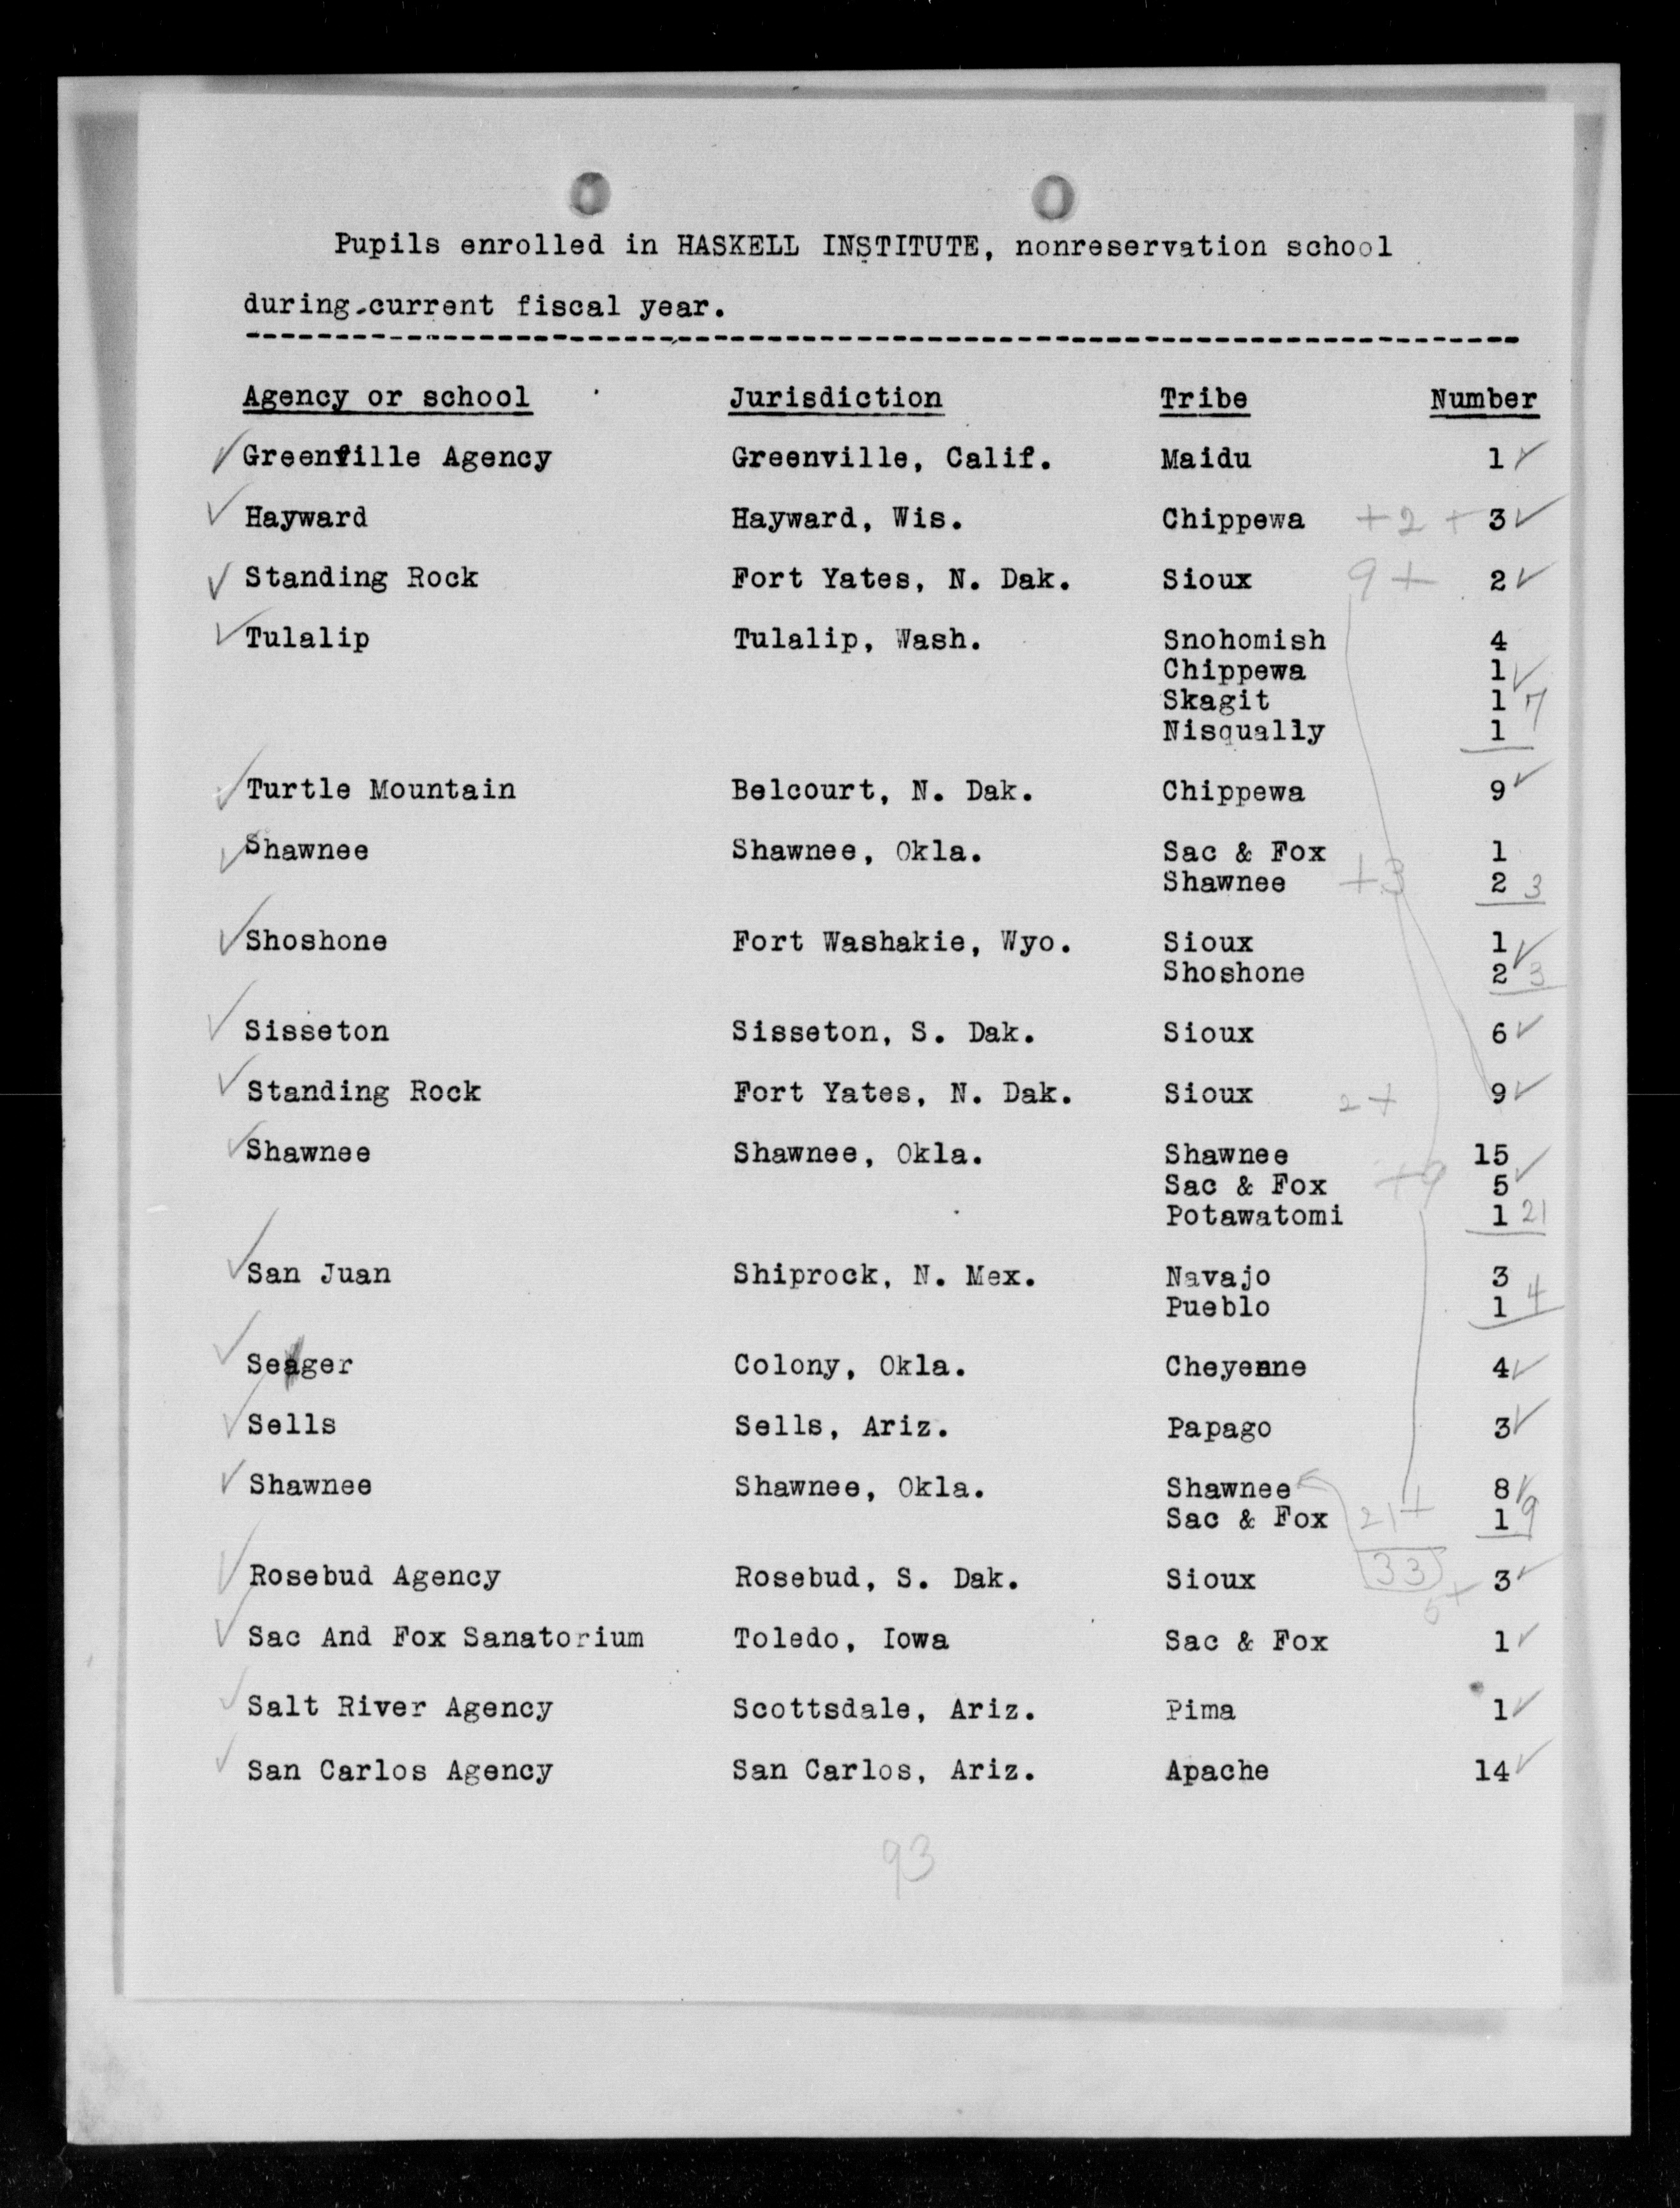 Pupils enrolled in HASKELL INSTITUTE, nonreservation school
during current fiscal year.
Agency or school Jurisdiction Tribe Number
Greenville Agency Greenville, Calif. Maidu 1
Hayward Hayward, Wis. Chippewa +2 + 3
Standing Rock Fort Yates, N. Dak. Sioux 9+ 2
Tulalip Tulalip, Wash. Snohomish 4
Chippewa 1
Skagit 1 7
Nisqually 1
Turtle Mountain Belcourt, N. Dak. Chippewa 9
Shawnee Shawnee, Okla. Sac & Fox 1
Shawnee +3 2 3
Shoshone Fort Washakie, Wyo. Sioux 1
Shoshone 2 3
Sisseton Sisseton, S. Dak. Sioux 6
Standing Rock Fort Yates, N. Dak. Sioux 2+ 9
Shawnee Shawnee, Okla. Shawnee 15
Sac & Fox +9 5
Potawatomi 1 21
San Juan Shiprock, N. Mex. Navajo 3
Pueblo 1 4
Seager Colony, Okla. Cheyenne 4
Sells Sells, Ariz. Papago 3
Shawnee Shawnee, Okla. Shawnee 8
Sac & Fox 21+ 1 9
33
Rosebud Agency Rosebud, S. Dak. Sioux 3
Sac And Fox Sanatorium Toledo, Iowa Sac & Fox 1
Salt River Agency Scottsdale, Ariz. Pima 1
San Carlos Agency San Carlos, Ariz. Apache 14
93